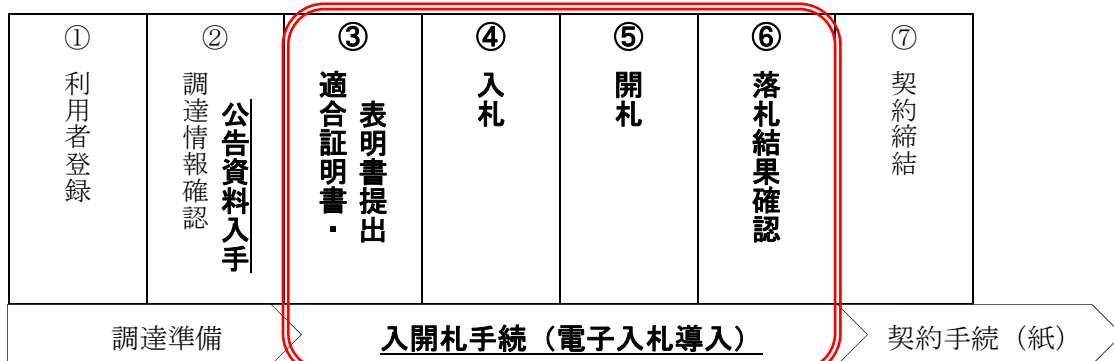 ①
利用者登録
②
調達情報確認
公告資料入手
③
適合証明書・
表明書提出
④
入札
⑤
開札
⑥
落札結果確認
⑦
契約締結
調達準備
入開札手続（電子入札導入）
契約手続（紙）